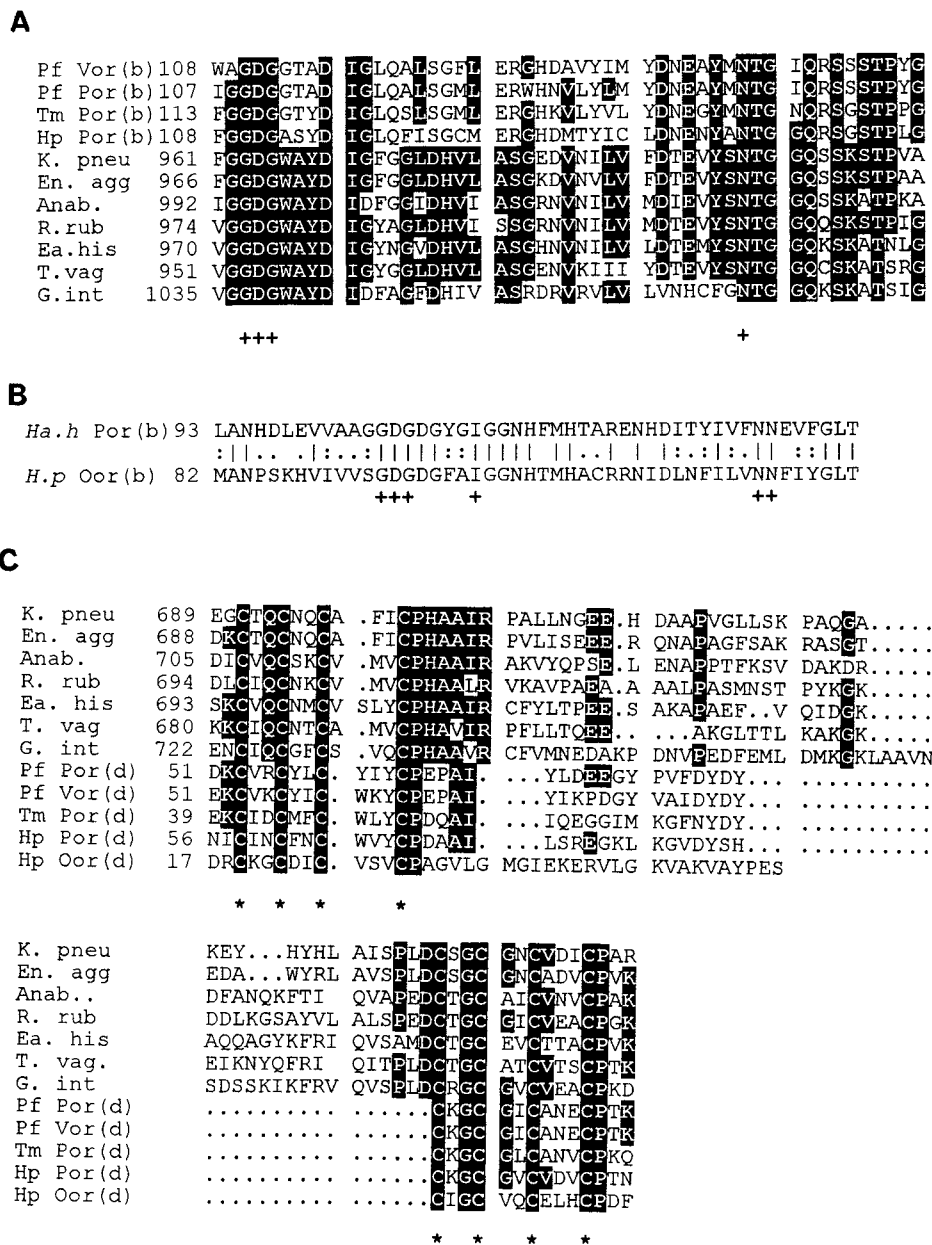 A
Pf Vor(b) 108 WAGGDGGTAD IGLQALSGFL ERGHDAVYIM YDNEAYMNTG IQRSSSTPYG
Pf Por(b) 107 IGGDGGTAD IGLQALSGML ERWHNVLYLM YDNEAYMNTG IQRSSSTPYG
Tm Por(b) 113 FGGDGGTYD IGLQSLSGML ERGHKVLYVL YDNEGYMNTG NQRSGSTPPG
Hp Por(b) 108 FGGDGASYD IGLQFISGCM ERGHDMTYIC LDNENYANTG GQRSGSTPLG
K. pneu 961 FGGDGWAYD IGFGGLDHVL ASGEDVNILV FDTEVYSNTG GQSSKSTPVA
En. agg 966 FGGDGWAYD IGFGGLDHVL ASGKDVNVLV FDTEVYSNTG GQSSKSTPAA
Anab. 992 IGGDGWAYD IDFGGIDHVI ASGRNVNILV MDTEVYSNTG GQSSKATPKA
R.rub 974 VGGDGWAYD IGYAGLDHVI SSGRNVNILV MDTEVYSNTG GQQSKSTPIG
Ea.his 970 VGGDGWAYD IGYNGVDHVL ASGHNVNILV LDTEMYSNTG GQKSKATNLG
T.vag 951 VGGDGWAYD IGYGGLDHVL ASGENVKIII YDTEVYSNTG GQCSKATSRG
G.int 1035 VGGDGWAYD IDFAGFDHIV ASRDRVRVLV LVNHCFGNTG GQKSKATSIG
+++ +
B
Ha.h Por(b) 93 LANHDLEVVAAGGDGDGYGIGGNHFMHTARENHDITYIVFNNEVFGLT
H.p Oor(b) 82 MANPSKHVIVVSGDGDGFAIGGNHTMHACRRNIDLNFILVNNFIYGLT
+++ + ++
C
K. pneu 689 EGCTQCNQCA .FICPHAAIR PALLNGEE.H DAAPVGLLSK PAQGA.....
En. agg 688 DKCTQCNQCA .FICPHAAIR PVLISEEE.R QNAPAGFSAK RASGT.....
Anab. 705 DICVQCSKCV .MVCPHAAIR AKVYQPSE.L ENAPPTFKSV DAKDR.....
R. rub 694 DLCIQCNKCV .MVCPHAALR VKAVPAEA.A AALPASMNST PYKGK.....
Ea. his 693 SKCVQCNMCV SLYCPHAAIR CFYLTPEE.S AKAPAEF..V QIDGK.....
T. vag 680 KKCIQCNTCA .MVCPHAVIR PFLLTQEE.. ..AKGLTTL KAKGK.....
G. int 722 ENCIQCGFCS .VQCPHAAVR CFVMNEDAKP DNVPEDFEML DMKGKLAAVN
Pf Por(d) 51 DKCVRCYLC. YIYCPEPAI. ...YLDEEGY PVFDYDY... ..........
Pf Vor(d) 51 EKCVKCYIC. WKYCPEPAI. ...YIKPDGY VAIDYDY... ..........
Tm Por(d) 39 EKCIDCMFC. WLYCPDQAI. ...IQEGGIM KGFNYDY... ..........
Hp Por(d) 56 NICINCFNC. WVYCPDAAI. ...LSREGKL KGVDYSH... ..........
Hp Oor(d) 17 DRCKGCDIC. VSVCPAGVLG MGIEKERVLG KVAKVAYPES
* * * *
K. pneu KEY...HYHL AISPLDCSGC GNCVDICPAR
En. agg EDA...WYRL AVSPLDCSGC GNCADVCPVK
Anab.. DFANQKFTI QVAPEDCTGC AICVNVCPAK
R. rub DDLKGSAYVL ALSPEDCTGC GICVEACPGK
Ea. his AQQAGYKFRI QVSAMDCTGC EVCTTACPVK
T. vag. EIKNYQFRI QITPLDCTGC ATCVTSCPTK
G. int SDSSKIKFRV QVSPLDCRGC GVCVEACPKD
Pf Por(d) .......... ......CKGC GICANECPTK
Pf Vor(d) .......... ......CKGC GICANECPTK
Tm Por(d) .......... ......CKGC GLCANVCPKQ
Hp Por(d) .......... ......CKGC GVCVDVCPTN
Hp Oor(d) .......... ......CIGC VQCELHCPDF
* * * *